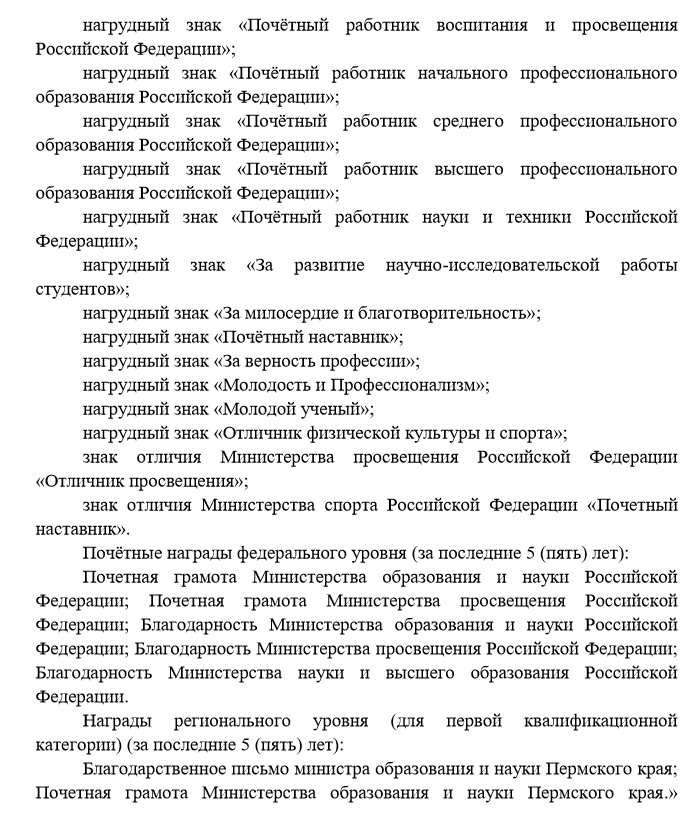 нагрудный знак «Почётный работник воспитания и просвещения
Российской Федерации»;
нагрудный знак «Почётный работник начального профессионального
образования Российской Федерации»;
нагрудный знак «Почётный работник среднего профессионального
образования Российской Федерации»;
нагрудный знак «Почётный работник высшего профессионального
образования Российской Федерации»;
нагрудный знак «Почётный работник науки и техники Российской
Федерации»;
нагрудный знак «За развитие научно-исследовательской работы
студентов»;
нагрудный знак «За милосердие и благотворительность»;
нагрудный знак «Почётный наставник»;
нагрудный знак «За верность профессии»;
нагрудный знак «Молодость и Профессионализм»;
нагрудный знак «Молодой ученый»;
нагрудный знак «Отличник физической культуры и спорта»;
знак отличия Министерства просвещения Российской Федерации
«Отличник просвещения»;
знак отличия Министерства спорта Российской Федерации «Почетный
наставник».
Почётные награды федерального уровня (за последние 5 (пять) лет):
Почетная грамота Министерства образования и науки Российской
Федерации; Почетная грамота Министерства просвещения Российской
Федерации; Благодарность Министерства образования и науки Российской
Федерации; Благодарность Министерства просвещения Российской Федерации;
Благодарность Министерства науки и высшего образования Российской
Федерации.
Награды регионального уровня (для первой квалификационной
категории) (за последние 5 (пять) лет):
Благодарственное письмо министра образования и науки Пермского края;
Почетная грамота Министерства образования и науки Пермского края.»